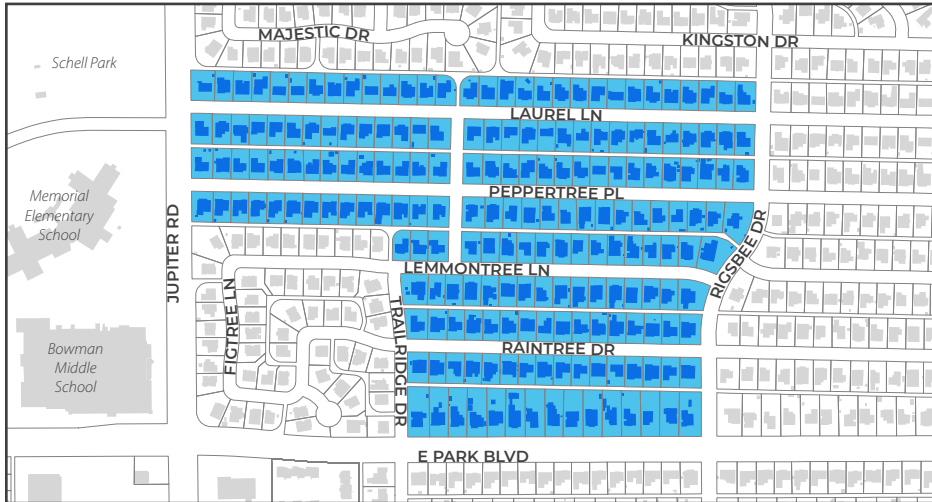 MAJESTIC DR
KINGSTON DR
Schell Park
LAUREL LN
Memorial
Elementary
School
PEPPERTREE PL
JUPITER RD
RIGSBEE DR
LEMMONTREE LN
FIGTREE LN
TRAILRIDGE DR
RAINTREE DR
Bowman
Middle
School
E PARK BLVD